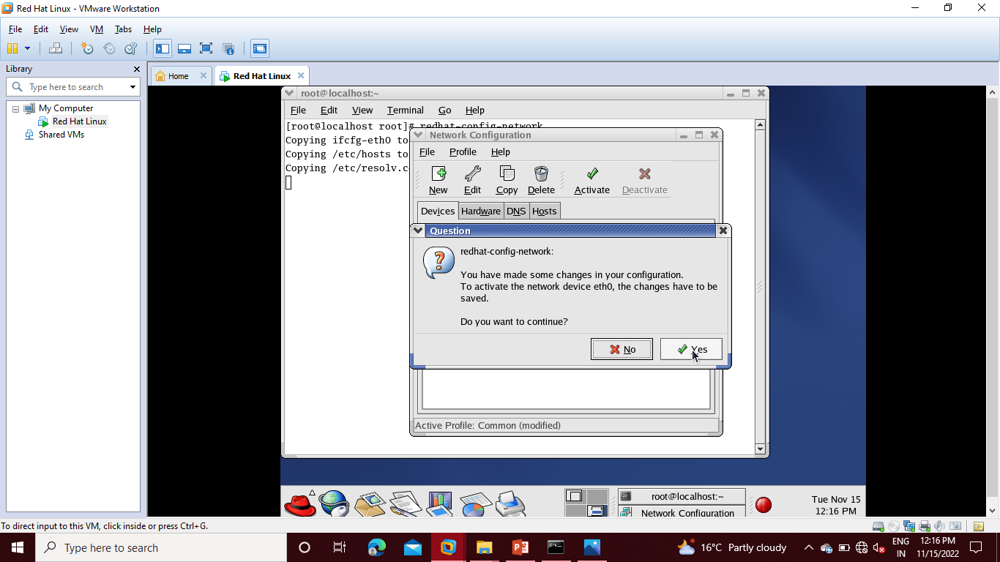 Red Hat Linux - VMware Workstation
File Edit View VM Tabs Help
Library
Type here to search
My Computer
Red Hat Linux
Shared VMs
Home
Red Hat Linux
root@localhost:~
File Edit View Terminal Go Help
[root@localhost root]# redhat-config-network
Copying ifcfg-eth0 to
Copying /etc/hosts to
Copying /etc/resolv.c
Network Configuration
File Profile Help
New Edit Copy Delete Activate Deactivate
Devices Hardware DNS Hosts
Question
redhat-config-network:
You have made some changes in your configuration.
To activate the network device eth0, the changes have to be
saved.
Do you want to continue?
No Yes
Active Profile: Common (modified)
root@localhost:~
Network Configuration
Tue Nov 15
12:16 PM
To direct input to this VM, click inside or press Ctrl+G.
Type here to search
16°C Partly cloudy
ENG
IN
12:16 PM
11/15/2022